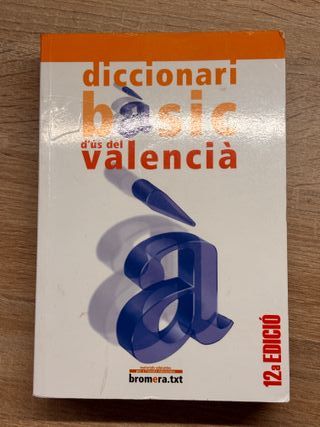 diccionari
bàsic
d'ús del
valencià
à
12a EDICIÓ
bromera.txt